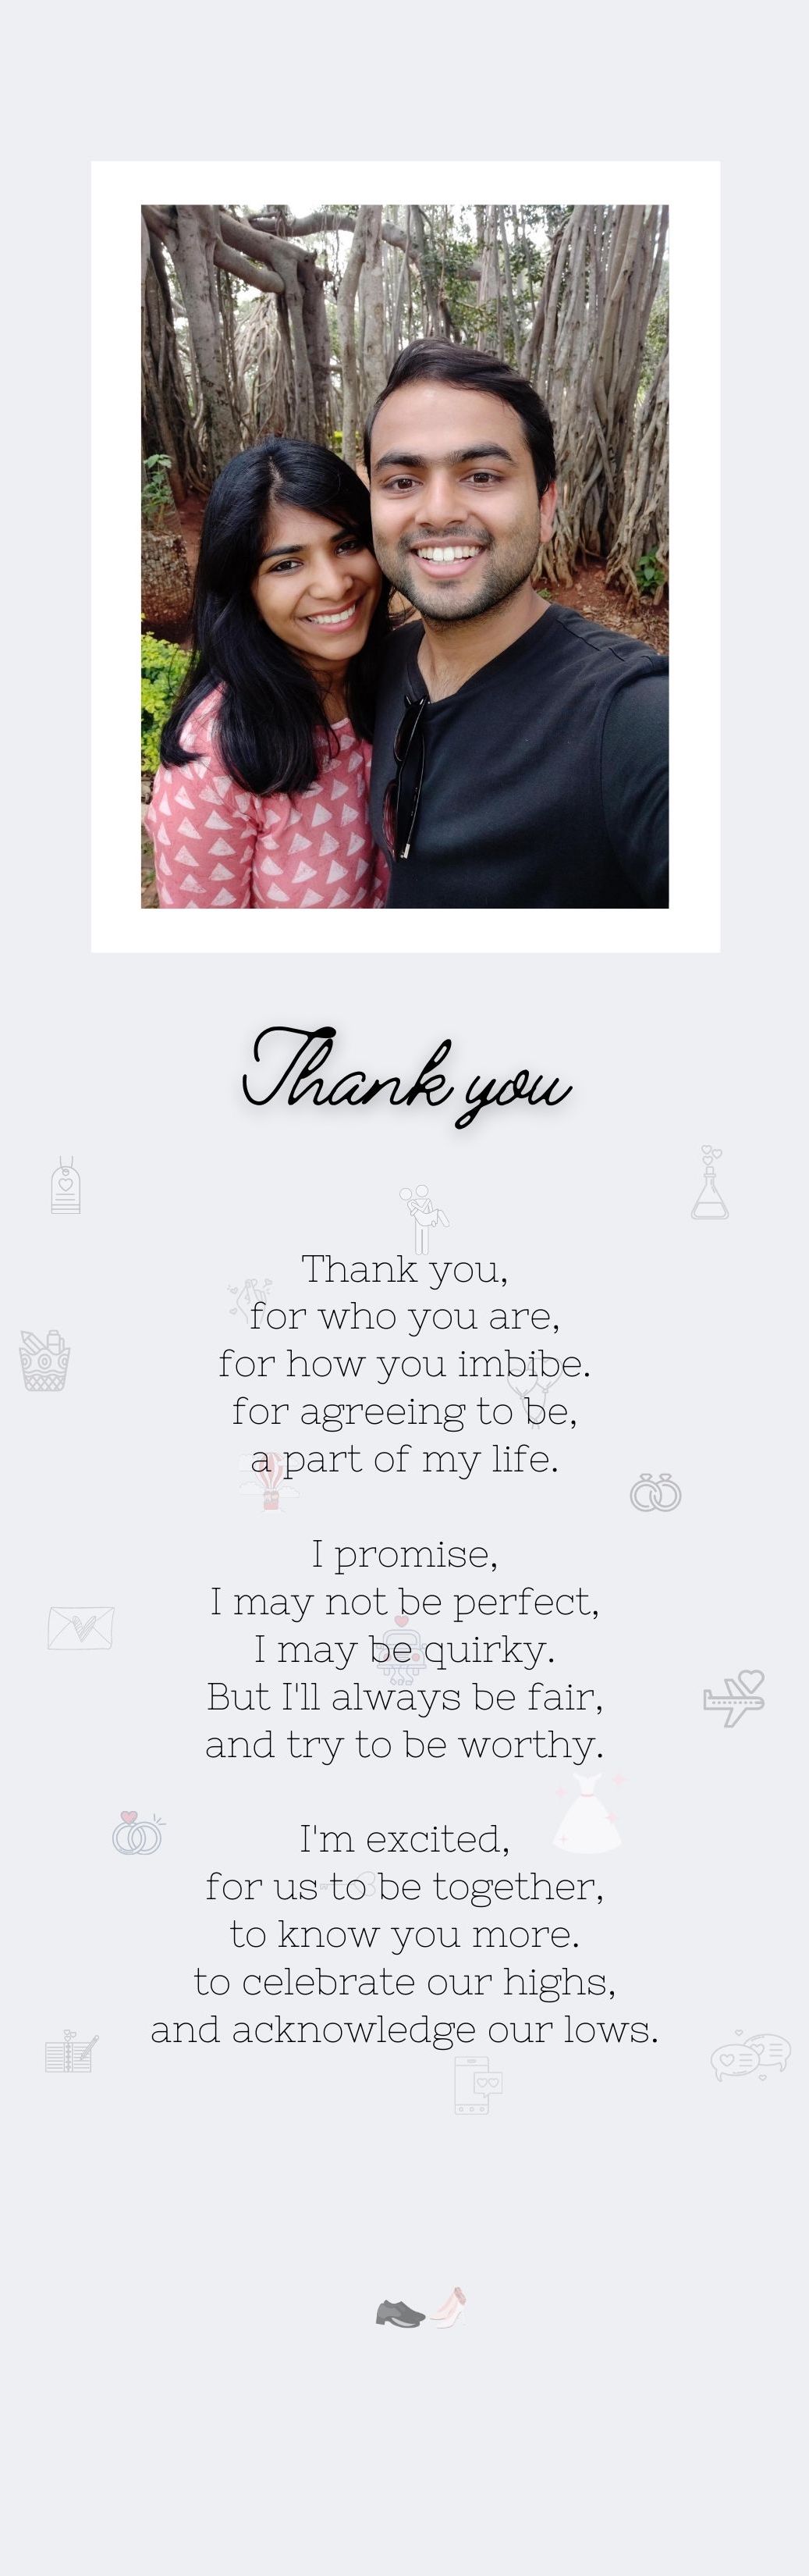 Thank you
Thank you,
for who you are,
for how you imbibe.
for agreeing to be,
a part of my life.
I promise,
I may not be perfect,
I may be quirky.
But I'll always be fair,
and try to be worthy.
I'm excited,
for us to be together,
to know you more.
to celebrate our highs,
and acknowledge our lows.